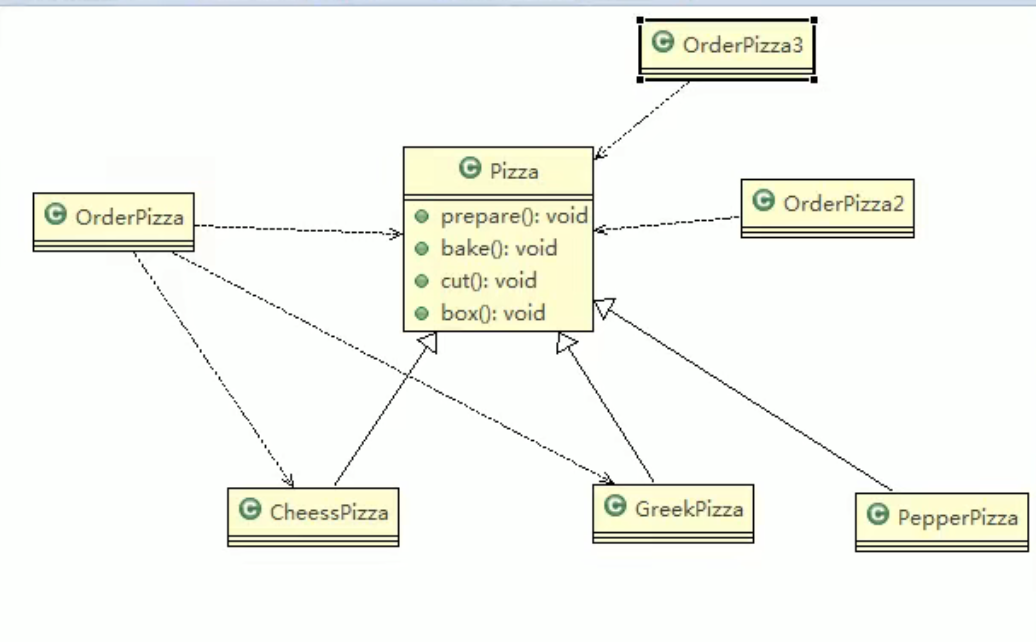 OrderPizza3
Pizza
prepare(): void
bake(): void
cut(): void
box(): void
OrderPizza
OrderPizza2
CheessPizza
GreekPizza
PepperPizza